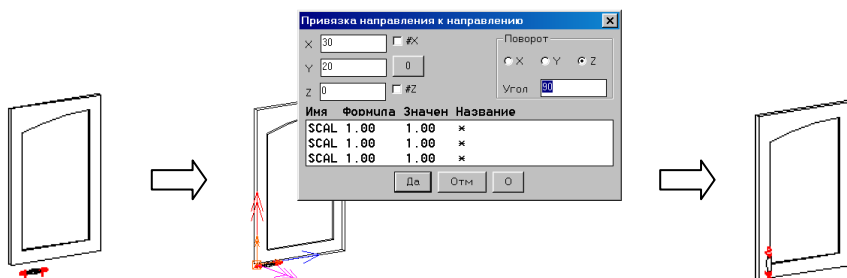 Привязка направления к направлению
X 30 #X
Y 20 0
Z 0 #Z
Поворот
X Y Z
Угол 90
Имя Формула Значен Название
SCAL 1.00 1.00 *
SCAL 1.00 1.00 *
SCAL 1.00 1.00 *
Да Отм О